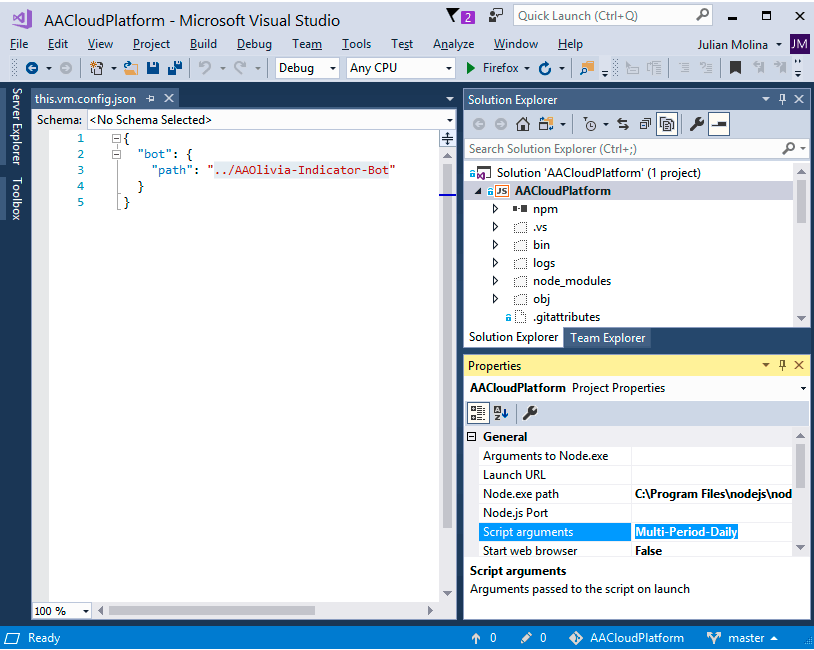 AACloudPlatform - Microsoft Visual Studio
2
Quick Launch (Ctrl+Q)
File Edit View Project Build Debug Team Tools Test Analyze Window Help
Julian Molina JM
Debug Any CPU Firefox
Server Explorer
Toolbox
this.vm.config.json
Schema: <No Schema Selected>
1 {
2 "bot": {
3 "path": "../AAOlivia-Indicator-Bot"
4 }
5 }
100 %
Solution Explorer
Search Solution Explorer (Ctrl+;)
Solution 'AACloudPlatform' (1 project)
JS AACloudPlatform
npm
.vs
bin
logs
node_modules
obj
.gitattributes
Solution Explorer Team Explorer
Properties
AACloudPlatform Project Properties
General
Arguments to Node.exe
Launch URL
Node.exe path C:\Program Files\nodejs\nod
Node.js Port
Script arguments Multi-Period-Daily
Start web browser False
Script arguments
Arguments passed to the script on launch
Ready 0 0 AACloudPlatform master